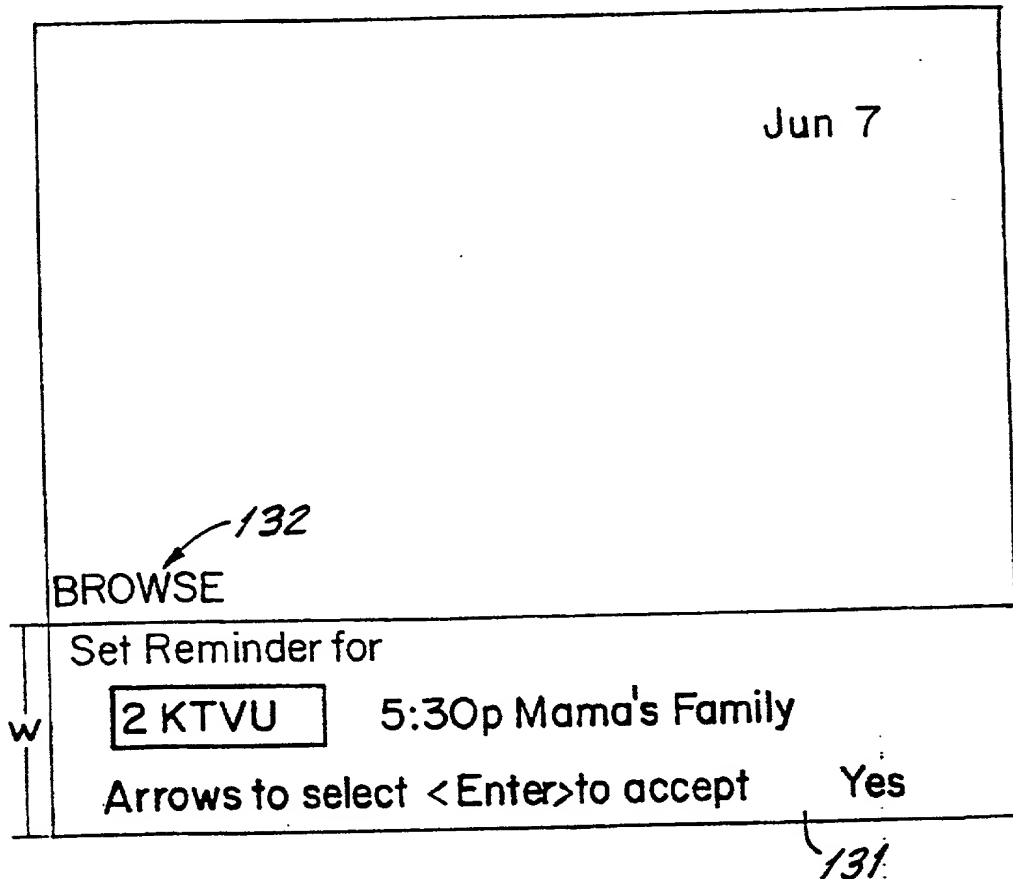 Jun 7
132
BROWSE
Set Reminder for
W
2 KTVU 5:30p Mama's Family
Arrows to select <Enter>to accept Yes
131